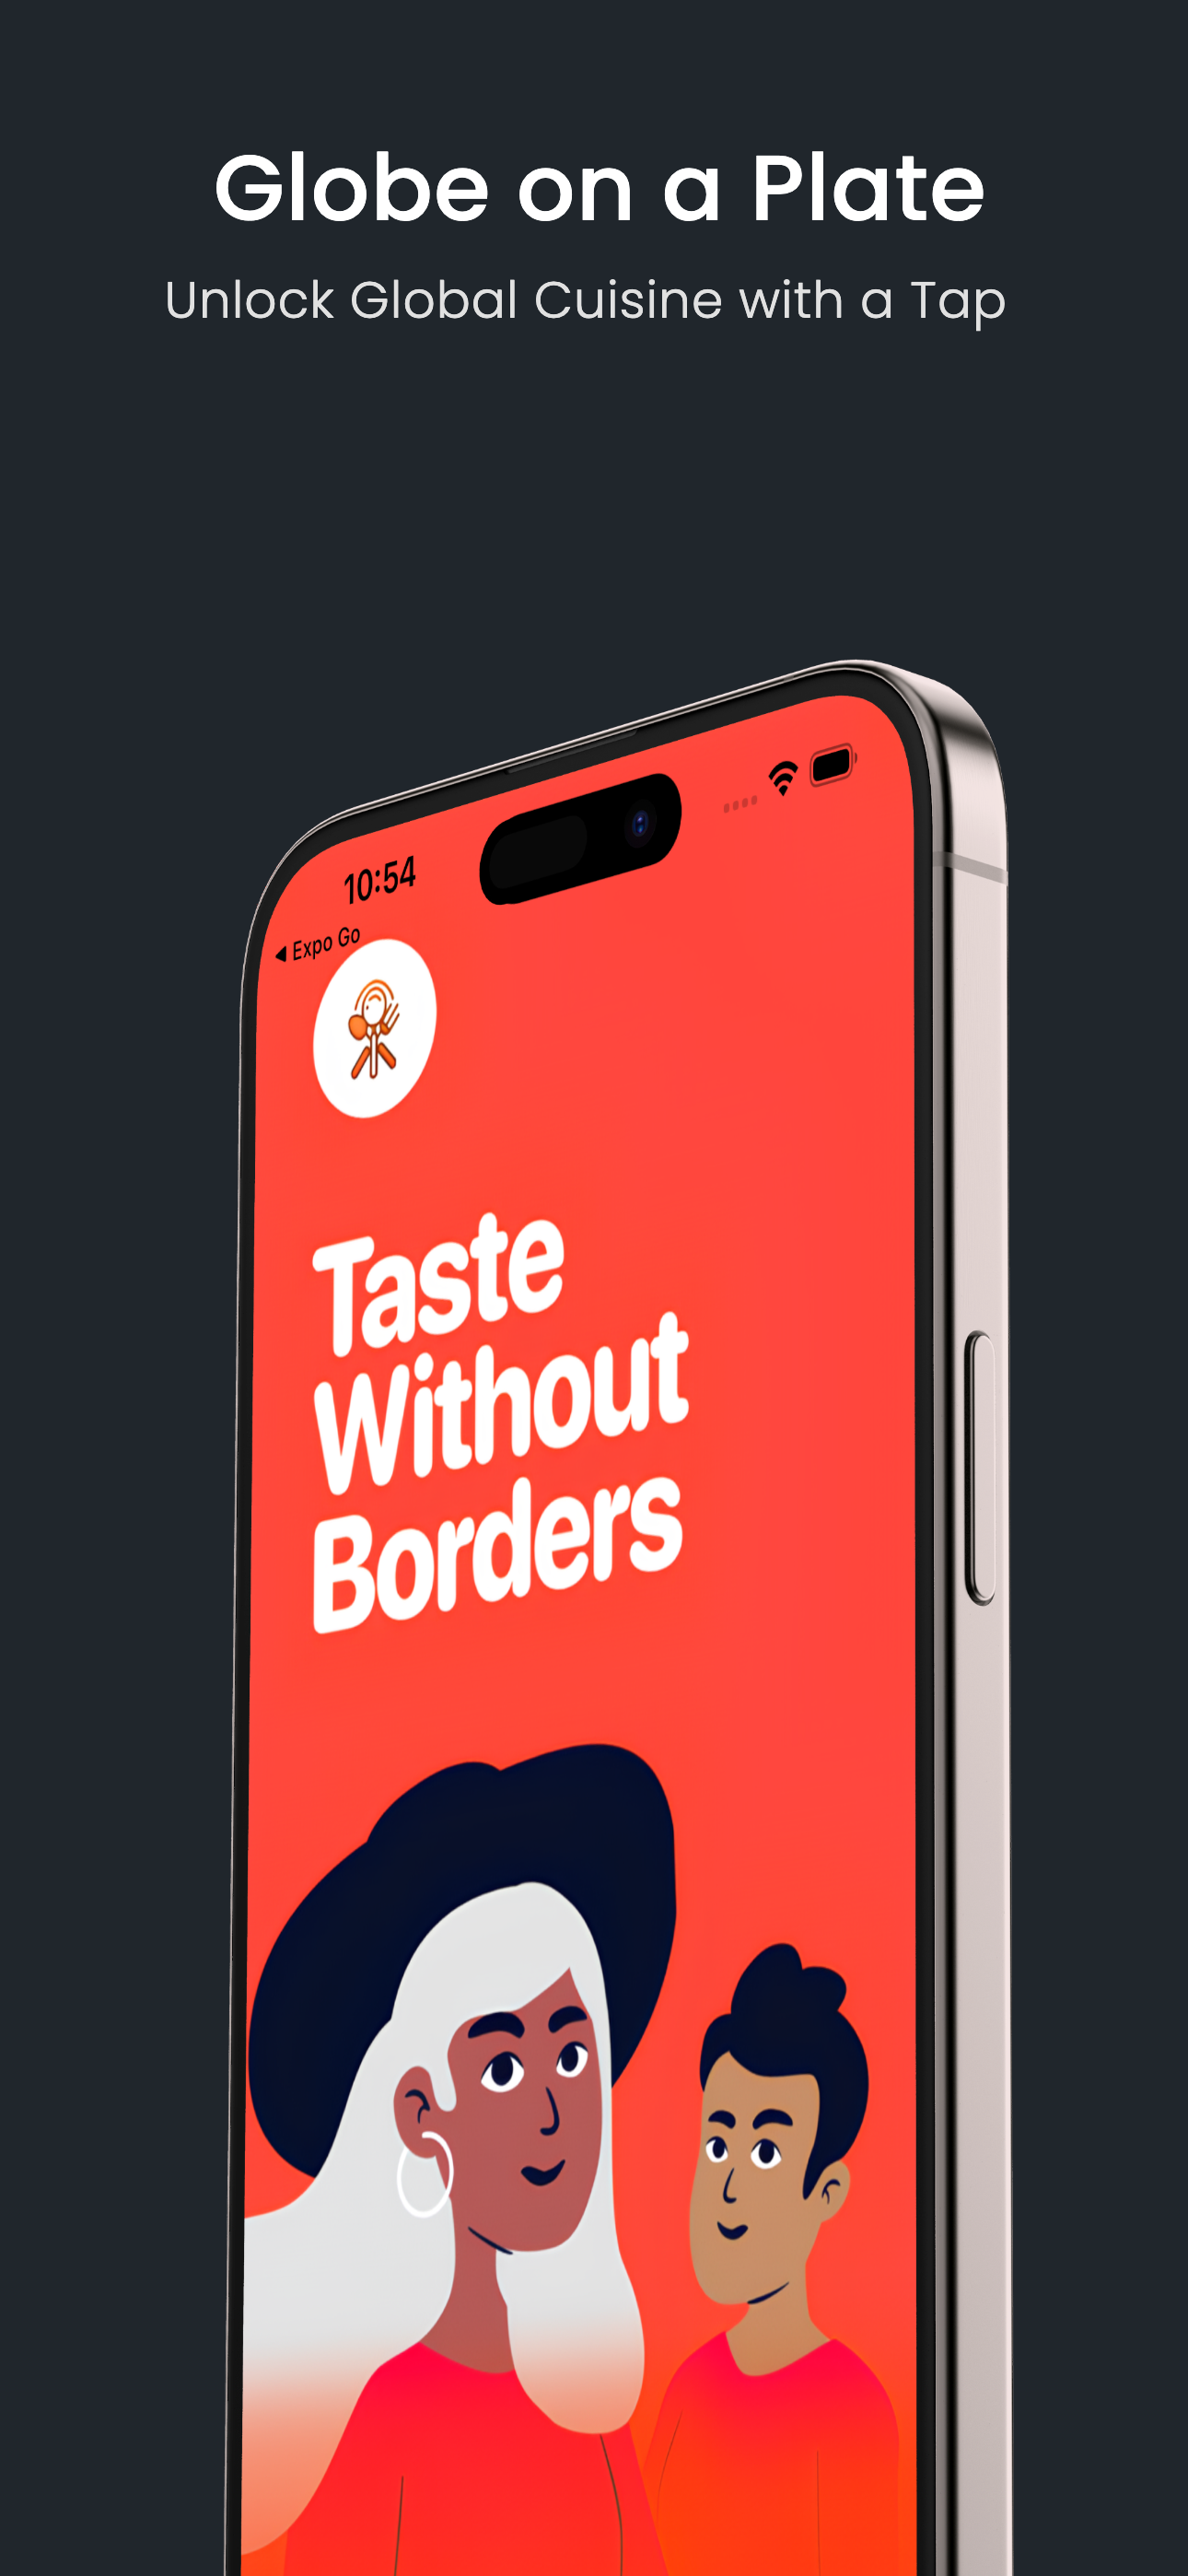 Globe on a Plate
Unlock Global Cuisine with a Tap
10:54
◀ Expo Go
Taste
Without
Borders